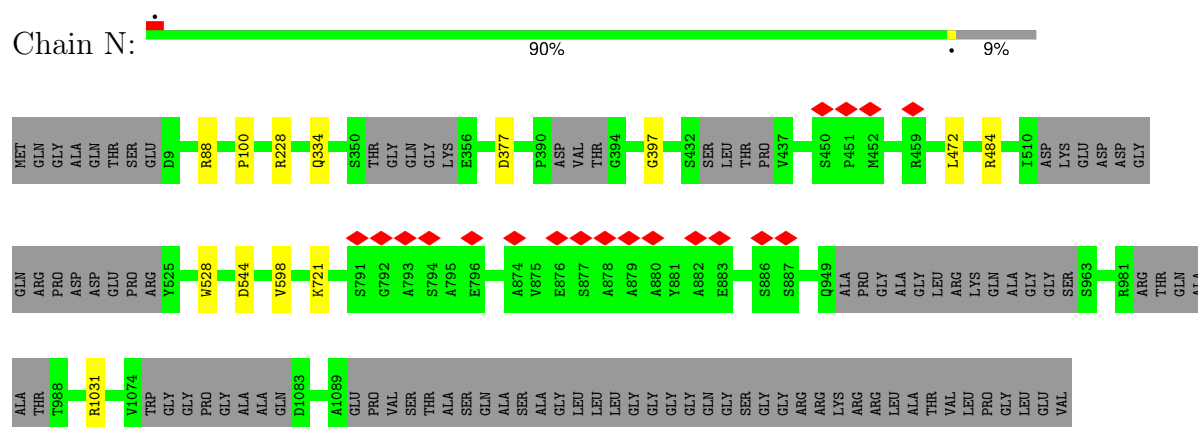 Chain N:
90% 9%
MET GLN GLY ALA GLN THR SER GLU D9 R88 P100 R228 Q334 S350 THR GLY GLN GLY LYS E356 D377 P390 ASP VAL THR G394 G397 S432 SER LEU THR PRO V437 S450 P451 M452 R459 L472 R484 I510 ASP LYS GLU ASP ASP GLY
GLN ARG PRO ASP ASP GLU PRO ARG Y525 W528 D544 V598 K721 S791 G792 A793 S794 A795 E796 A874 V875 E876 S877 A878 A879 A880 Y881 A882 E883 S886 S887 Q949 ALA PRO GLY ALA GLY LEU ARG LYS GLN ALA GLY GLY SER S963 R981 ARG THR GLN ALA
ALA THR T988 R1031 V1074 TRP GLY GLY PRO GLY ALA ALA GLN D1083 A1089 GLU PRO VAL SER THR ALA SER GLN ALA SER ALA GLY LEU LEU LEU GLY GLY GLY GLY GLN GLY SER GLY GLY ARG ARG LYS ARG ARG LEU ALA THR VAL LEU PRO GLY LEU GLU VAL